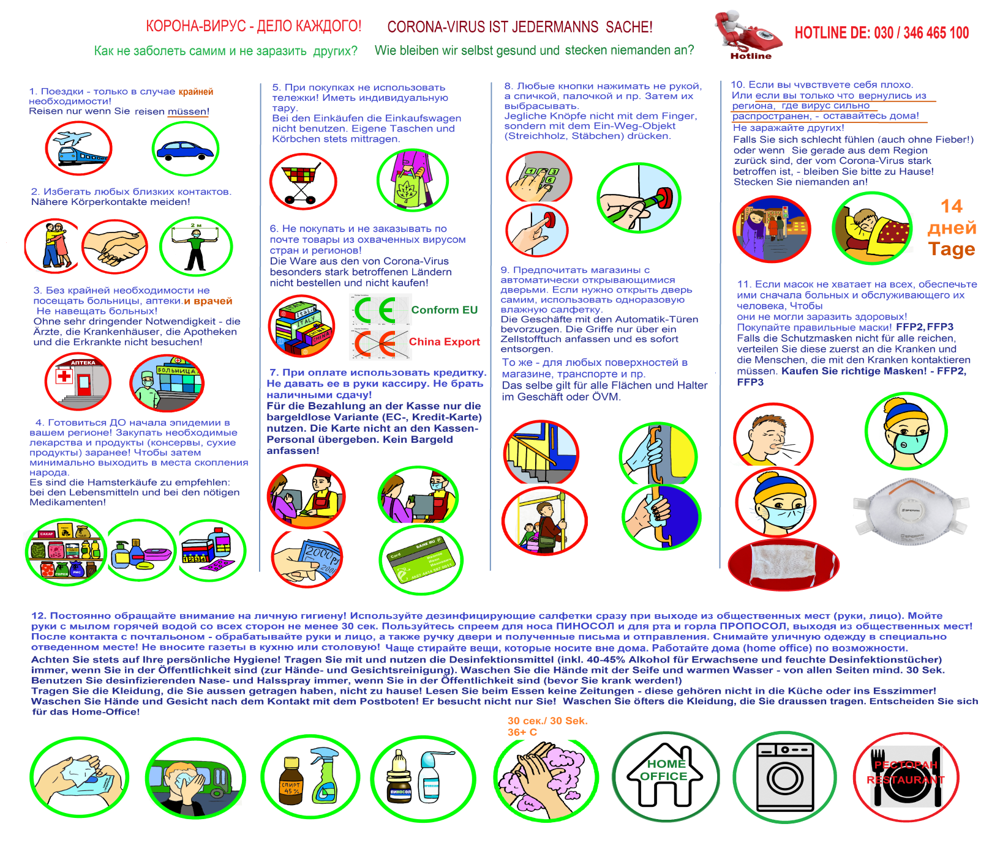 КОРОНА-ВИРУС - ДЕЛО КАЖДОГО!
CORONA-VIRUS IST JEDERMANNS SACHE!
HOTLINE DE: 030 / 346 465 100
Как не заболеть самим и не заразить других?
Wie bleiben wir selbst gesund und stecken niemanden an?
Hotline
1. Поездки - только в случае крайней
необходимости!
Reisen nur wenn Sie reisen müssen!
2. Избегать любых близких контактов.
Nähere Körperkontakte meiden!
2 м
3. Без крайней необходимости не
посещать больницы, аптеки.и врачей
Не навещать больных!
Ohne sehr dringender Notwendigkeit - die
Ärzte, die Krankenhäuser, die Apotheken
und die Erkrankte nicht besuchen!
АПТЕКА
БОЛЬНИЦА
4. Готовиться ДО начала эпидемии в
вашем регионе! Закупать необходимые
лекарства и продукты (консервы, сухие
продукты) заранее! Чтобы затем
минимально выходить в места скопления
народа.
Es sind die Hamsterkäufe zu empfehlen:
bei den Lebensmitteln und bei den nötigen
Medikamenten!
САХАР
ЧАЙ
ГОРОХ
РИС
1234
5. При покупках не использовать
тележки! Иметь индивидуальную
тару.
Bei den Einkäufen die Einkaufswagen
nicht benutzen. Eigene Taschen und
Körbchen stets mittragen.
6. Не покупать и не заказывать по
почте товары из охваченных вирусом
стран и регионов!
Die Ware aus den von Corona-Virus
besonders stark betroffenen Ländern
nicht bestellen und nicht kaufen!
ITALY
Italia
ITALY
CHINA
CHINA
CE
Conform EU
CE
China Export
7. При оплате использовать кредитку.
Не давать ее в руки кассиру. Не брать
наличными сдачу!
Für die Bezahlung an der Kasse nur die
bargeldlose Variante (EC-, Kredit-Karte)
nutzen. Die Karte nicht an den Kassen-
Personal übergeben. Kein Bargeld
anfassen!
2000 РУ
200
БАНК RU
Card
Иванов
Иван
Иванович
4627 4414 887 0011
8. Любые кнопки нажимать не рукой,
а спичкой, палочкой и пр. Затем их
выбрасывать.
Jegliche Knöpfe nicht mit dem Finger,
sondern mit dem Ein-Weg-Objekt
(Streichholz, Stäbchen) drücken.
1 3
6
9. Предпочитать магазины с
автоматически открывающимися
дверьми. Если нужно открыть дверь
самим, использовать одноразовую
влажную салфетку.
Die Geschäfte mit den Automatik-Türen
bevorzugen. Die Griffe nur über ein
Zellstofftuch anfassen und es sofort
entsorgen.
То же - для любых поверхностей в
магазине, транспорте и пр.
Das selbe gilt für alle Flächen und Halter
im Geschäft oder ÖVM.
10. Если вы чувствуете себя плохо.
Или если вы только что вернулись из
региона, где вирус сильно
распространен, - оставайтесь дома!
Не заражайте других!
Falls Sie sich schlecht fühlen (auch ohne Fieber!)
oder wenn Sie gerade aus dem Region
zurück sind, der vom Corona-Virus stark
betroffen ist, - bleiben Sie bitte zu Hause!
Stecken Sie niemanden an!
14
дней
Tage
11. Если масок не хватает на всех, обеспечьте
ими сначала больных и обслуживающего их
человека, Чтобы
они не могли заразить здоровых!
Покупайте правильные маски! FFP2,FFP3
Falls die Schutzmasken nicht für alle reichen,
verteilen Sie diese zuerst an die Kranken und
die Menschen, die mit den Kranken kontaktieren
müssen. Kaufen Sie richtige Masken! - FFP2,
FFP3
SPERIAN
SPERIAN
12. Постоянно обращайте внимание на личную гигиену! Используйте дезинфицирующие салфетки сразу при выходе из общественных мест (руки, лицо). Мойте
руки с мылом горячей водой со всех сторон не менее 30 сек. Пользуйтесь спреем для носа ПИНОСОЛ и для рта и горла ПРОПОСОЛ, выходя из общественных мест!
После контакта с почтальоном - обрабатывайте руки и лицо, а также ручку двери и полученные письма и отправления. Снимайте уличную одежду в специально
отведенном месте! Не вносите газеты в кухню или столовую! Чаще стирайте вещи, которые носите вне дома. Работайте дома (home office) по возможности.
Achten Sie stets auf Ihre persönliche Hygiene! Tragen Sie mit und nutzen die Desinfektionsmittel (inkl. 40-45% Alkohol für Erwachsene und feuchte Desinfektionstücher)
immer, wenn Sie in der Öffentlichkeit sind (zur Hände- und Gesichtsreinigung). Waschen Sie die Hände mit der Seife und warmen Wasser - von allen Seiten mind. 30 Sek.
Benutzen Sie desinfizierenden Nase- und Halsspray immer, wenn Sie in der Öffentlichkeit sind (bevor Sie krank werden!)
Tragen Sie die Kleidung, die Sie aussen getragen haben, nicht zu hause! Lesen Sie beim Essen keine Zeitungen - diese gehören nicht in die Küche oder ins Esszimmer!
Waschen Sie Hände und Gesicht nach dem Kontakt mit dem Postboten! Er besucht nicht nur Sie! Waschen Sie öfters die Kleidung, die Sie draussen tragen. Entscheiden Sie sich
für das Home-Office!
30 сек./ 30 Sek.
36+ C
СПИРТ
45 %
ПИНОСОЛ
HOME
OFFICE
РЕСТОРАН
RESTAURANT